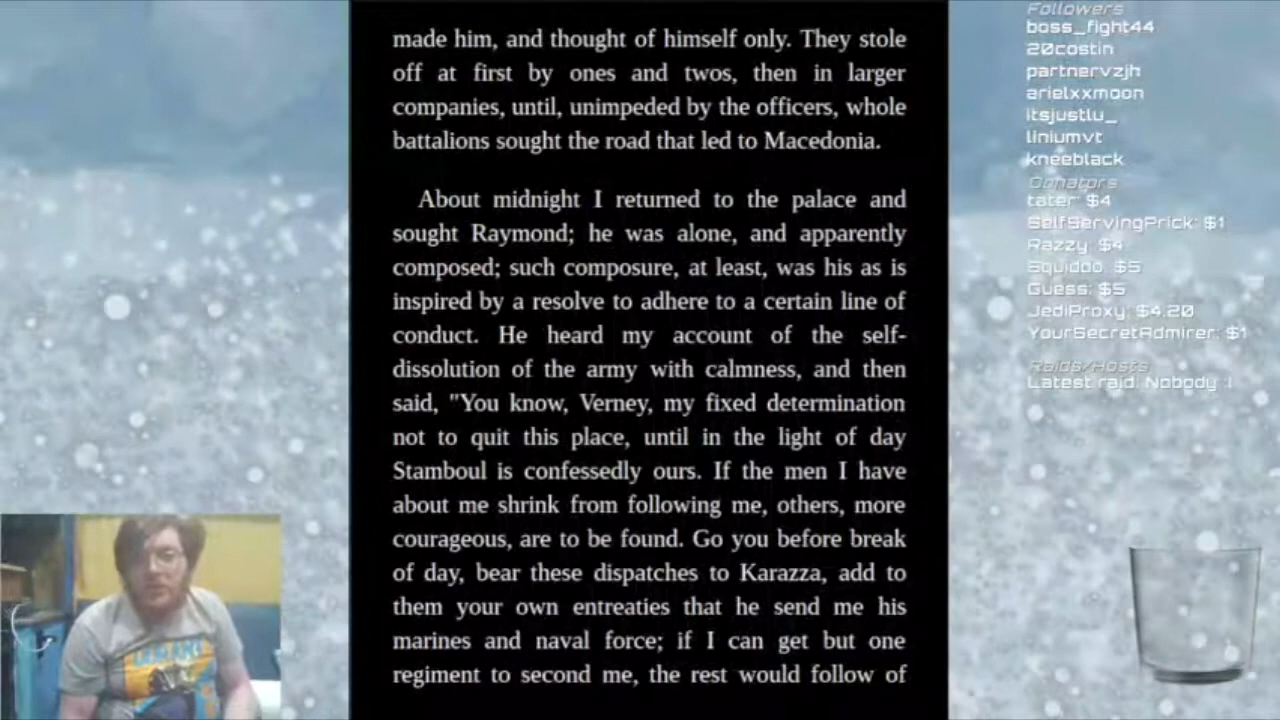 made him, and thought of himself only. They stole
off at first by ones and twos, then in larger
companies, until, unimpeded by the officers, whole
battalions sought the road that led to Macedonia.
About midnight I returned to the palace and
sought Raymond; he was alone, and apparently
composed; such composure, at least, was his as is
inspired by a resolve to adhere to a certain line of
conduct. He heard my account of the self-
dissolution of the army with calmness, and then
said, "You know, Verney, my fixed determination
not to quit this place, until in the light of day
Stamboul is confessedly ours. If the men I have
about me shrink from following me, others, more
courageous, are to be found. Go you before break
of day, bear these dispatches to Karazza, add to
them your own entreaties that he send me his
marines and naval force; if I can get but one
regiment to second me, the rest would follow of
Followers
boss_fight44
20costin
partnervzjh
arielxxmoon
itsjustlu_
liniumvt
kneeblack
Donators
tater: $4
SelfServingPrick: $1
Razzy: $4
Squidoo: $5
Guess: $5
JediProxy: $4.20
YourSecretAdmirer: $1
Raids/Hosts
Latest raid: Nobody :(